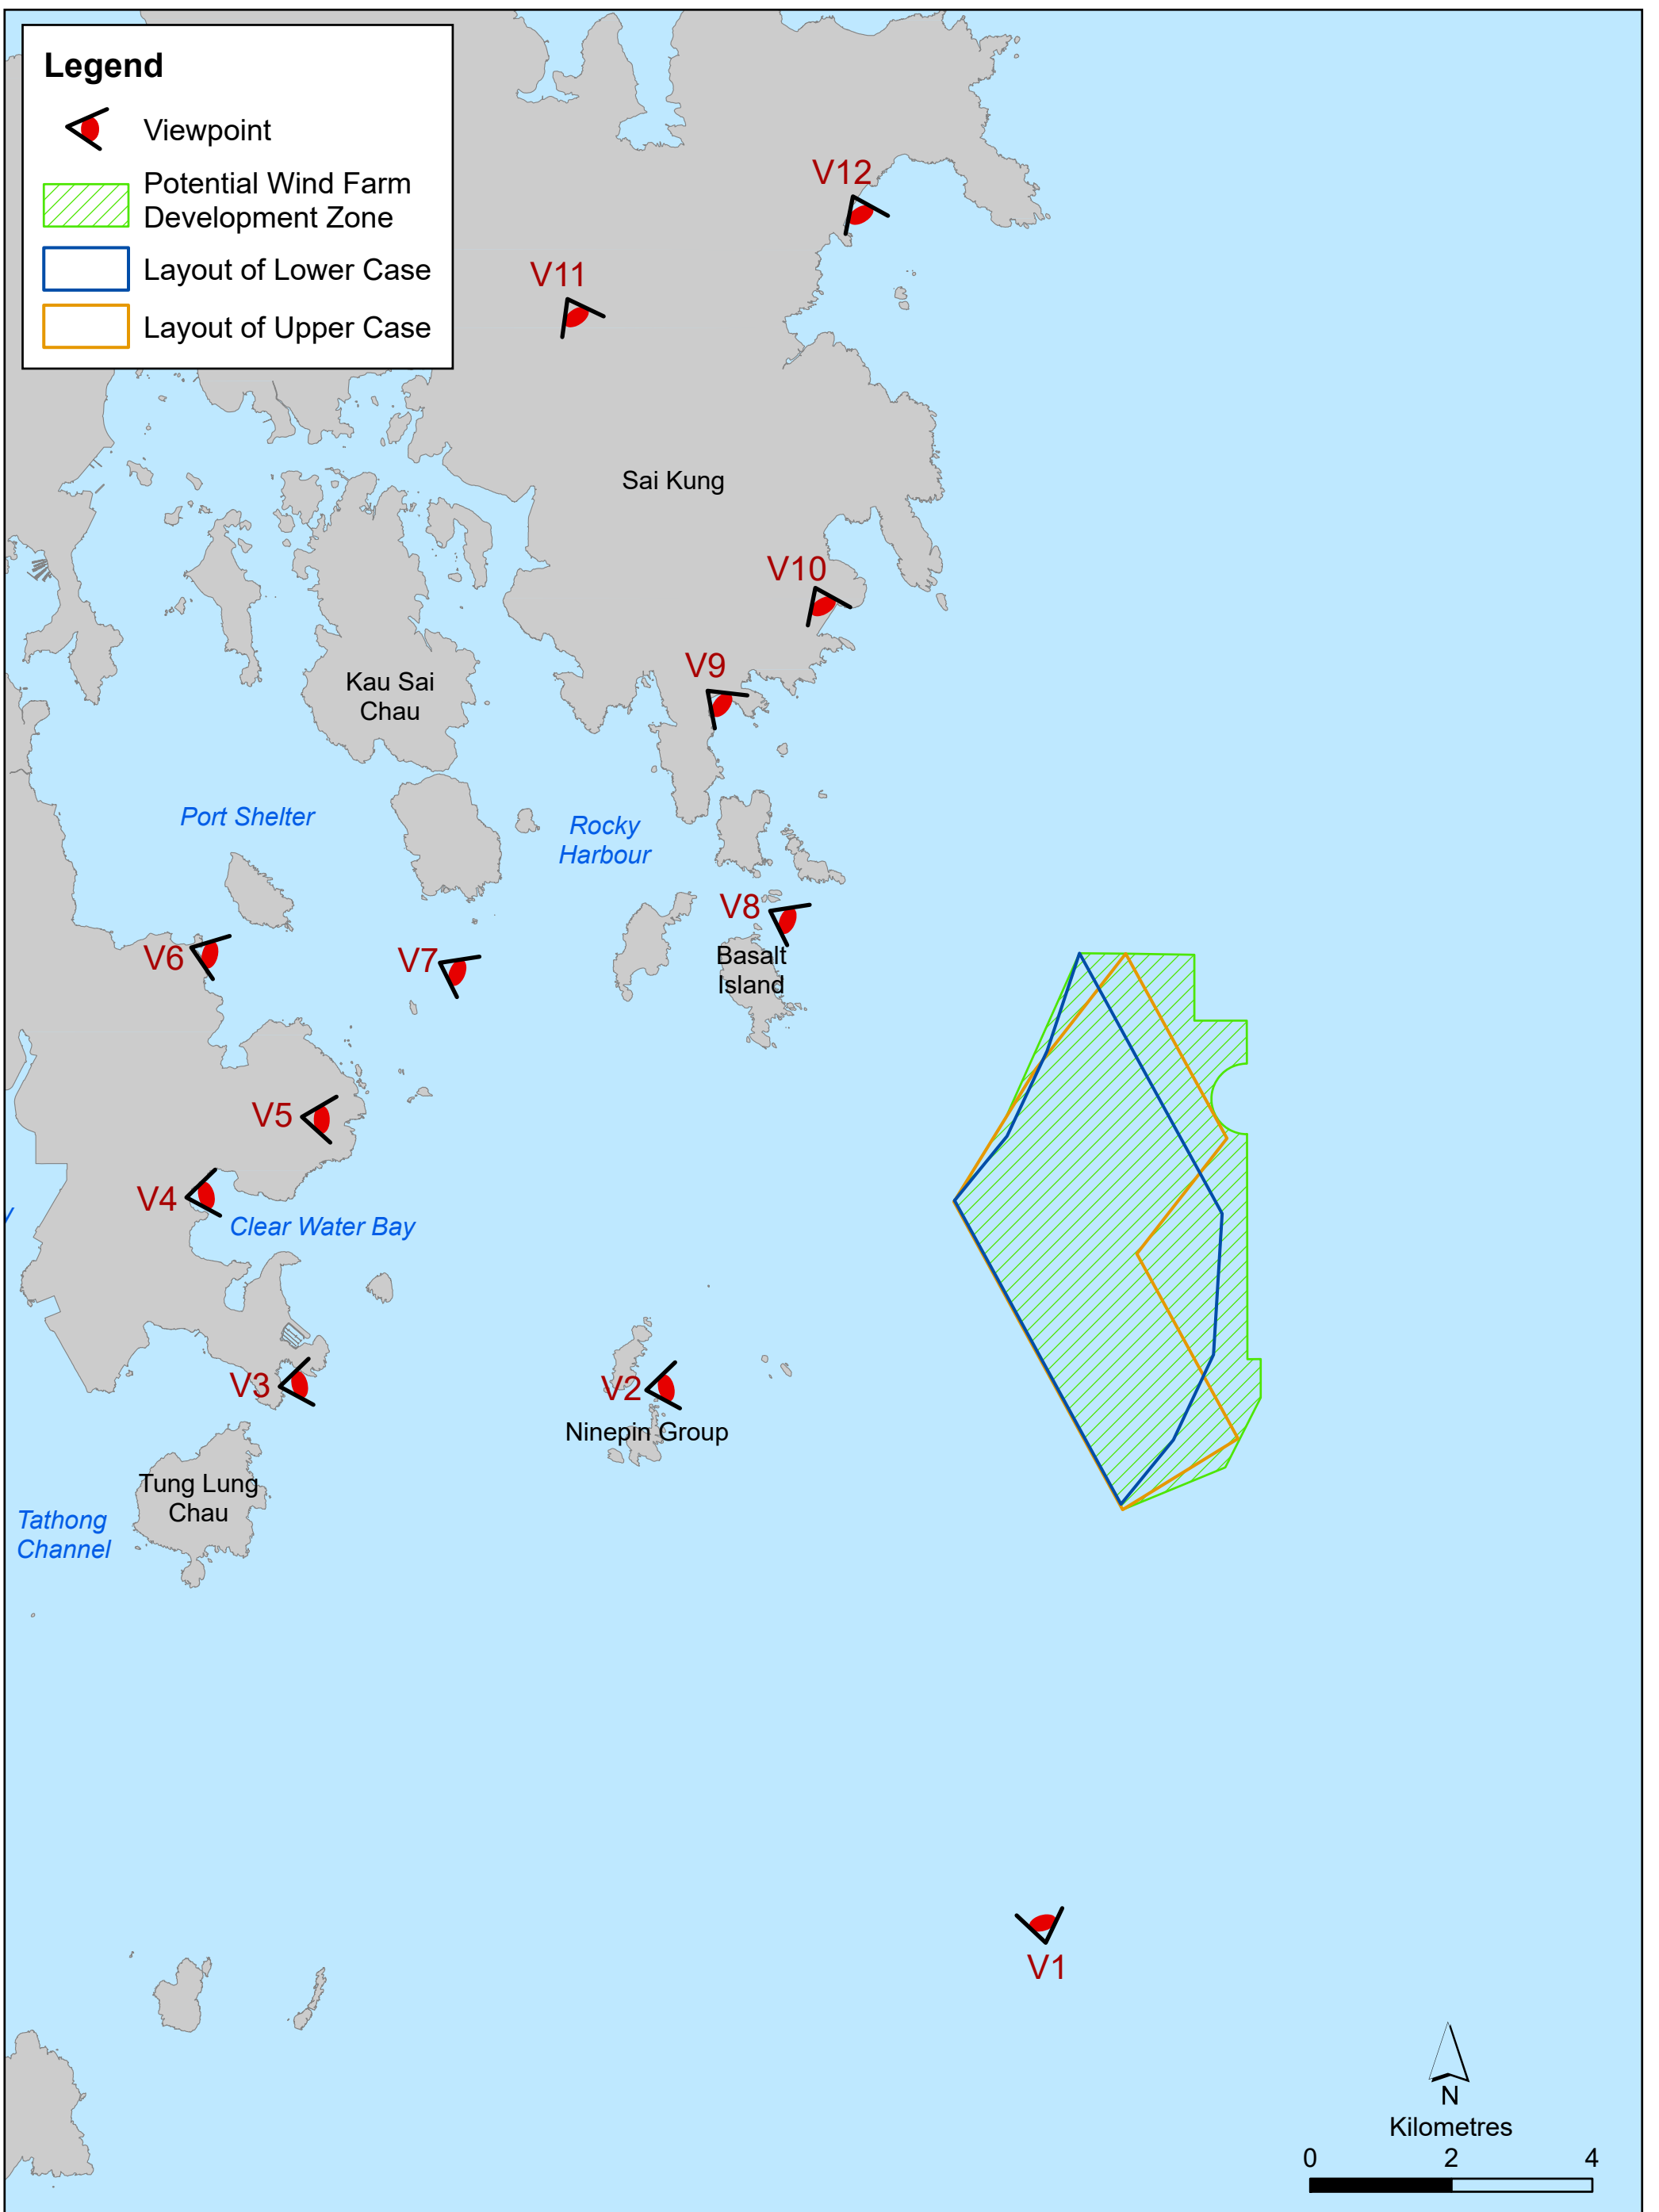 Legend
Viewpoint
Potential Wind Farm
Development Zone
Layout of Lower Case
Layout of Upper Case
V12
V11
Sai Kung
V10
V9
Kau Sai
Chau
Port Shelter
Rocky
Harbour
V8
V6
V7
Basalt
Island
V5
V4
Clear Water Bay
y
V3
V2
Ninepin Group
Tung Lung
Chau
Tathong
Channel
V1
N
Kilometres
0 2 4